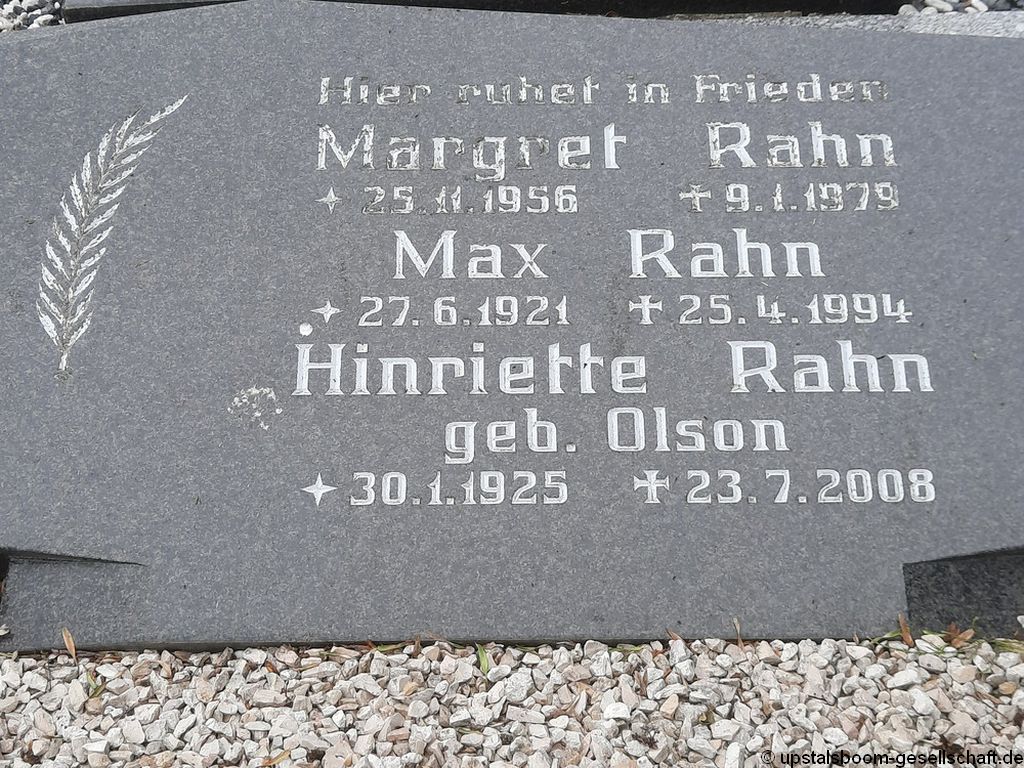 Hier ruhet in Frieden
Margret Rahn
✧ 25.11.1956 ✝ 9.1.1979
Max Rahn
✧ 27.6.1921 ✝ 25.4.1994
Hinriette Rahn
geb. Olson
✧ 30.1.1925 ✝ 23.7.2008
© upstalsboom-gesellschaft.de